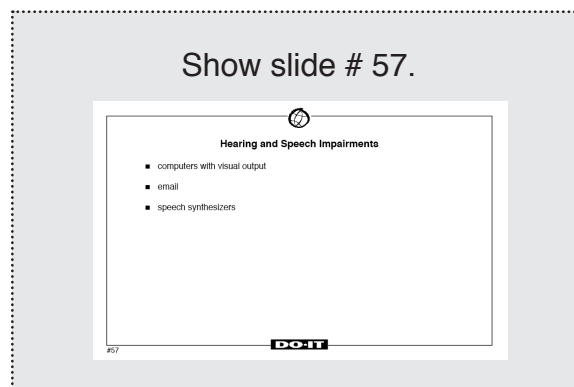 Show slide # 57.
Hearing and Speech Impairments
■ computers with visual output
■ email
■ speech synthesizers
#57
DO-IT